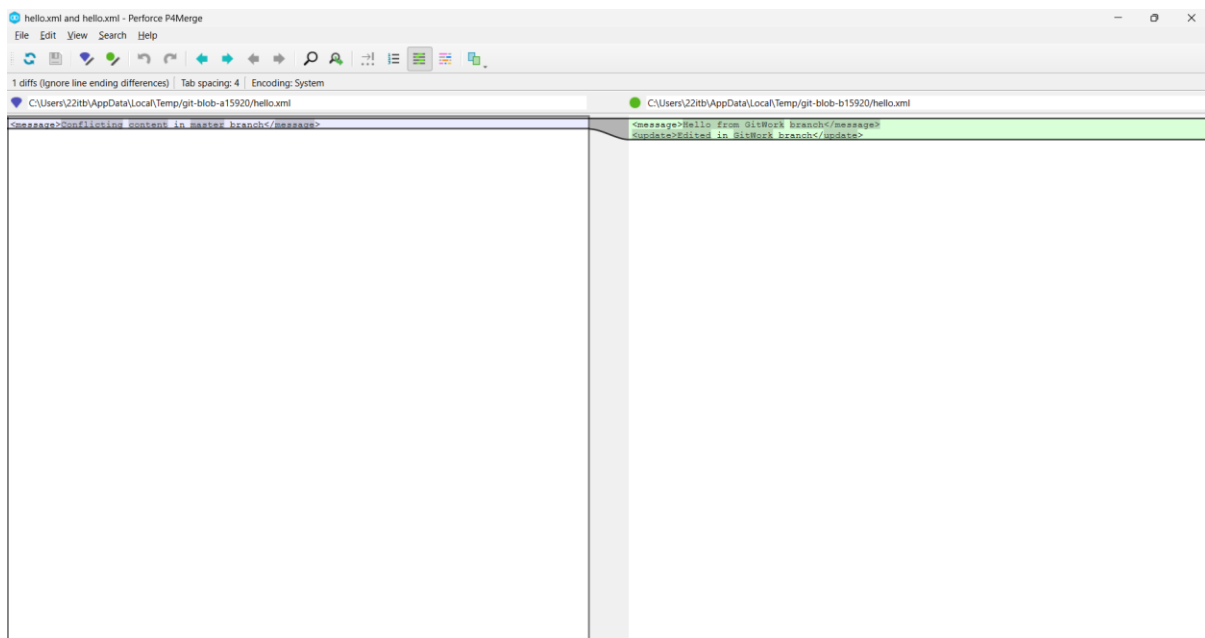 hello.xml and hello.xml - Perforce P4Merge
File Edit View Search Help
1 diffs (Ignore line ending differences) Tab spacing: 4 Encoding: System
C:\Users\22itb\AppData\Local\Temp/git-blob-a15920/hello.xml
C:\Users\22itb\AppData\Local\Temp/git-blob-b15920/hello.xml
<message>Conflicting content in master branch</message>
<message>Hello from GitWork branch</message>
<update>Edited in GitWork branch</update>